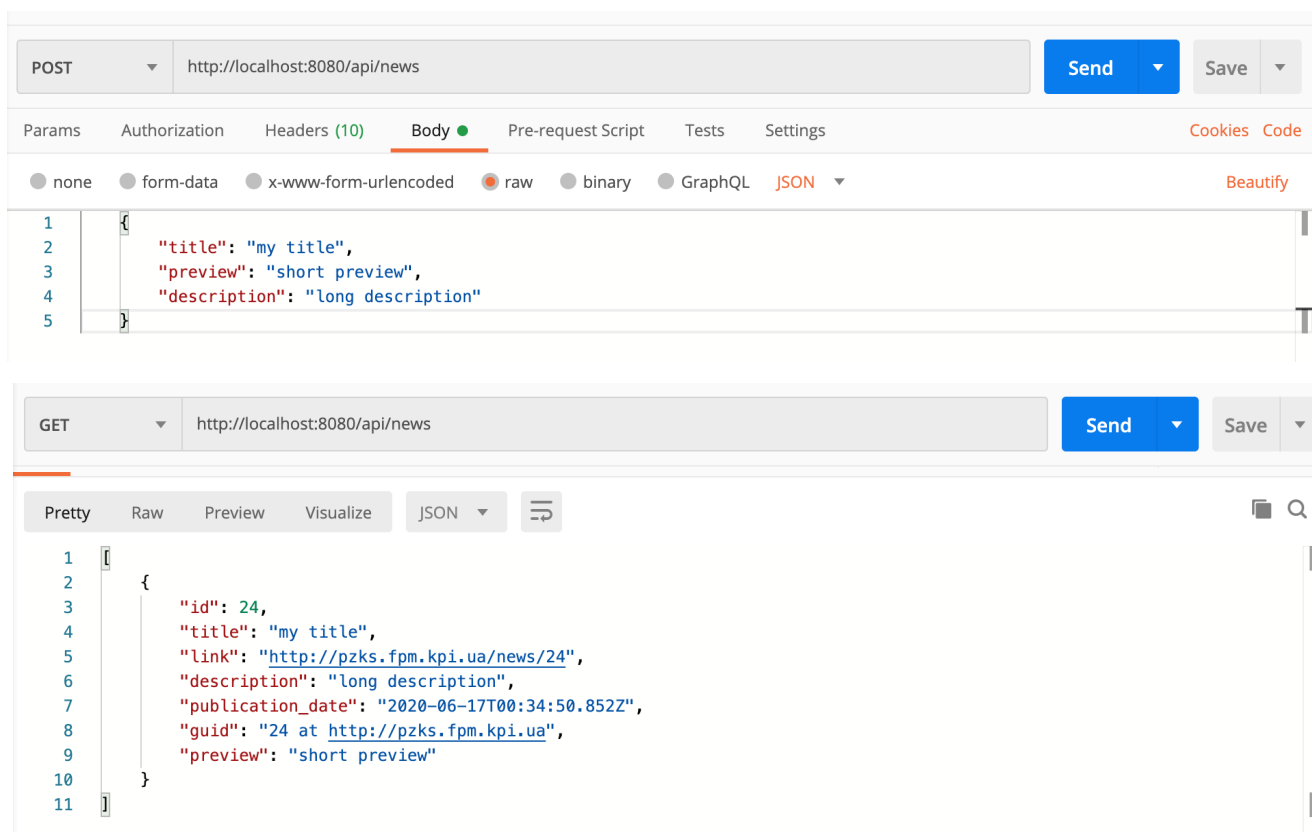 POST http://localhost:8080/api/news Send Save
Params Authorization Headers (10) Body Pre-request Script Tests Settings Cookies Code
none form-data x-www-form-urlencoded raw binary GraphQL JSON Beautify
1 {
2 "title": "my title",
3 "preview": "short preview",
4 "description": "long description"
5 }
GET http://localhost:8080/api/news Send Save
Pretty Raw Preview Visualize JSON
1 [
2 {
3 "id": 24,
4 "title": "my title",
5 "link": "http://pzks.fpm.kpi.ua/news/24",
6 "description": "long description",
7 "publication_date": "2020-06-17T00:34:50.852Z",
8 "guid": "24 at http://pzks.fpm.kpi.ua",
9 "preview": "short preview"
10 }
11 ]